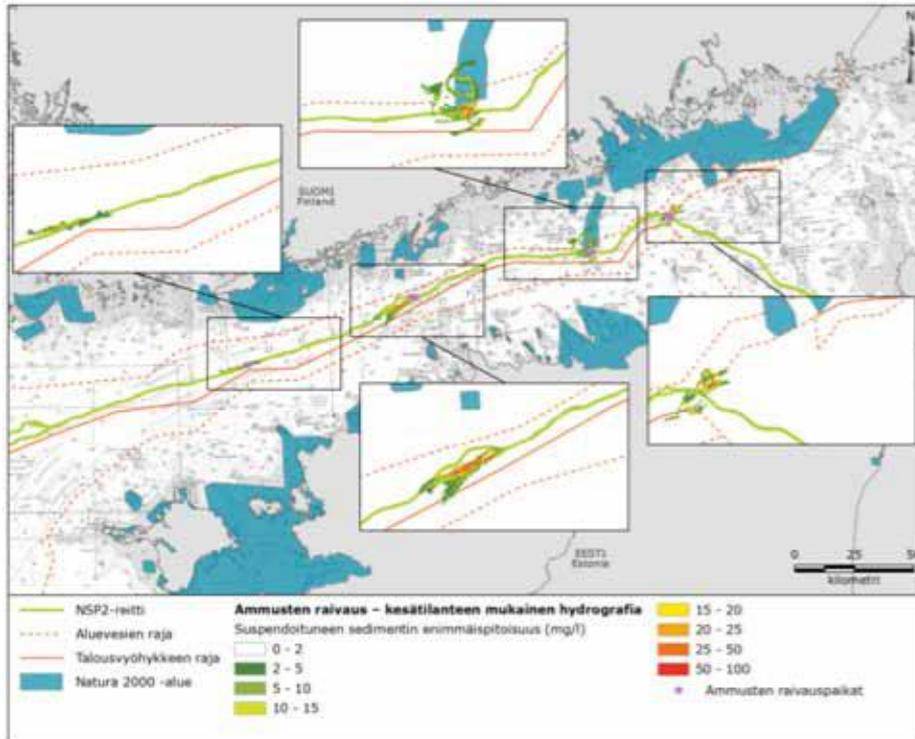 N
SUOMI
Finland
EESTI
Estonia
0 25 50
kilometrit
NSP2-reitti
Aluevesien raja
Talousvyöhykkeen raja
Natura 2000 -alue
Ammusten raivaus – kesätilanteen mukainen hydrografia
Suspendoituneen sedimentin enimmäispitoisuus (mg/l)
0 - 2
2 - 5
5 - 10
10 - 15
15 - 20
20 - 25
25 - 50
50 - 100
Ammusten raivauspaikat